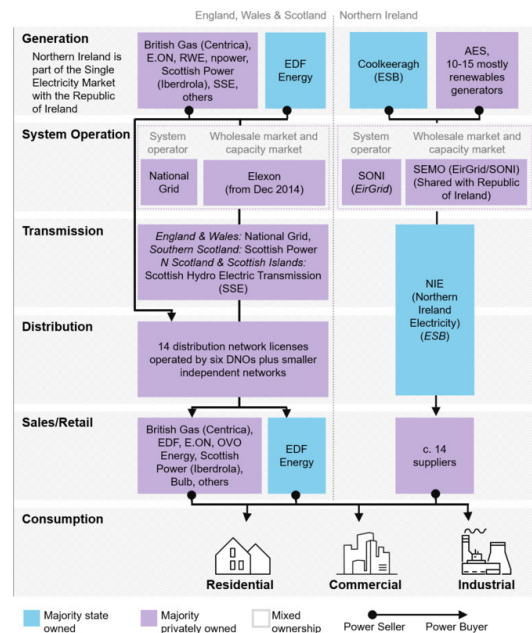 England, Wales & Scotland
Northern Ireland
Generation
Northern Ireland is
part of the Single
Electricity Market
with the Republic
of Ireland
British Gas (Centrica),
E.ON, RWE, npower,
Scottish Power
(Iberdrola), SSE,
others
EDF
Energy
Coolkeeragh
(ESB)
AES,
10-15 mostly
renewables
generators
System Operation
System
operator
Wholesale market and
capacity market
System
operator
Wholesale market and
capacity market
National
Grid
Elexon
(from Dec 2014)
SONI
(EirGrid)
SEMO (EirGrid/SONI)
(Shared with Republic
of Ireland)
Transmission
England & Wales: National Grid,
Southern Scotland: Scottish Power
N Scotland & Scottish Islands:
Scottish Hydro Electric Transmission
(SSE)
NIE
(Northern
Ireland
Electricity)
(ESB)
Distribution
14 distribution network licenses
operated by six DNOs plus smaller
independent networks
Sales/Retail
British Gas (Centrica),
EDF, E.ON, OVO
Energy, Scottish
Power (Iberdrola),
Bulb, others
EDF
Energy
c. 14
suppliers
Consumption
Residential
Commercial
Industrial
Majority state
owned
Majority
privately owned
Mixed
ownership
Power Seller
Power Buyer